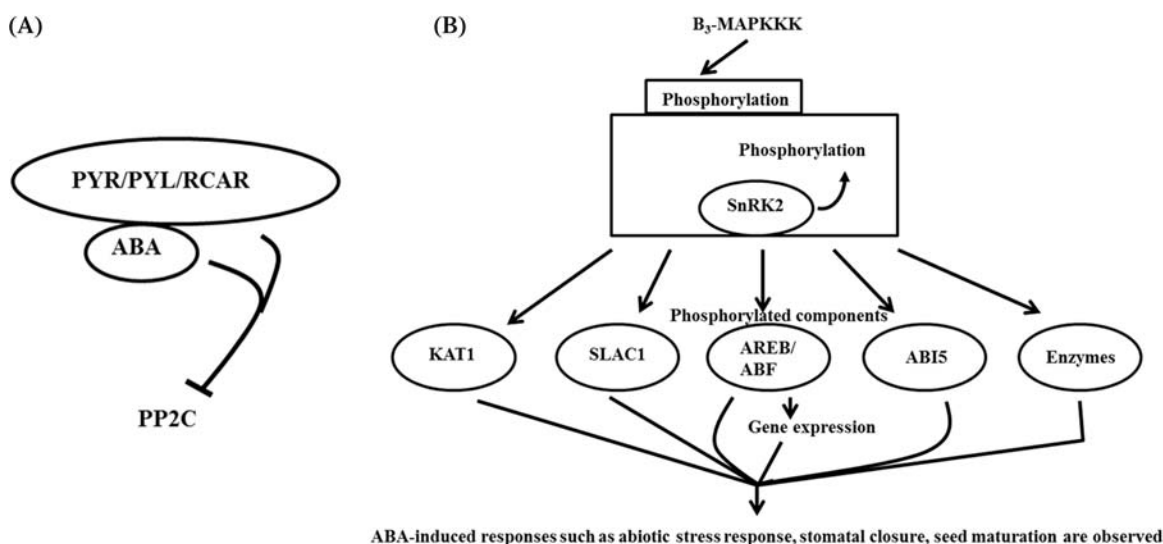 (A)
PYR/PYL/RCAR
ABA
PP2C
(B)
B₃-MAPKKK
Phosphorylation
Phosphorylation
SnRK2
Phosphorylated components
KAT1
SLAC1
AREB/
ABF
ABI5
Enzymes
Gene expression
ABA-induced responses such as abiotic stress response, stomatal closure, seed maturation are observed